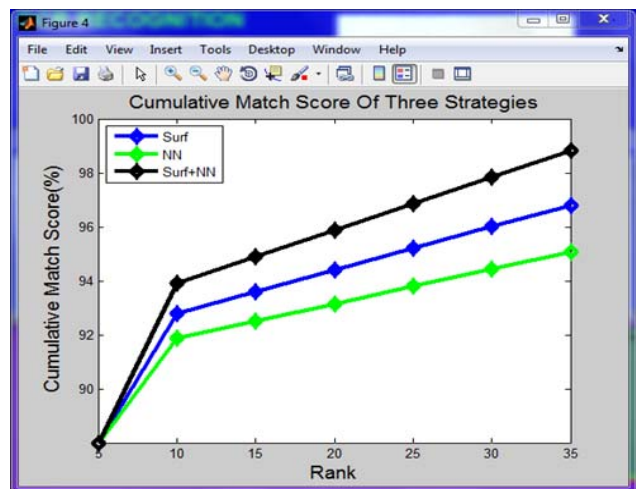 RECOGNITION
Figure 4
File Edit View Insert Tools Desktop Window Help
Cumulative Match Score Of Three Strategies
100
98
96
94
92
90
Cumulative Match Score(%)
Surf
NN
Surf+NN
5 10 15 20 25 30 35
Rank